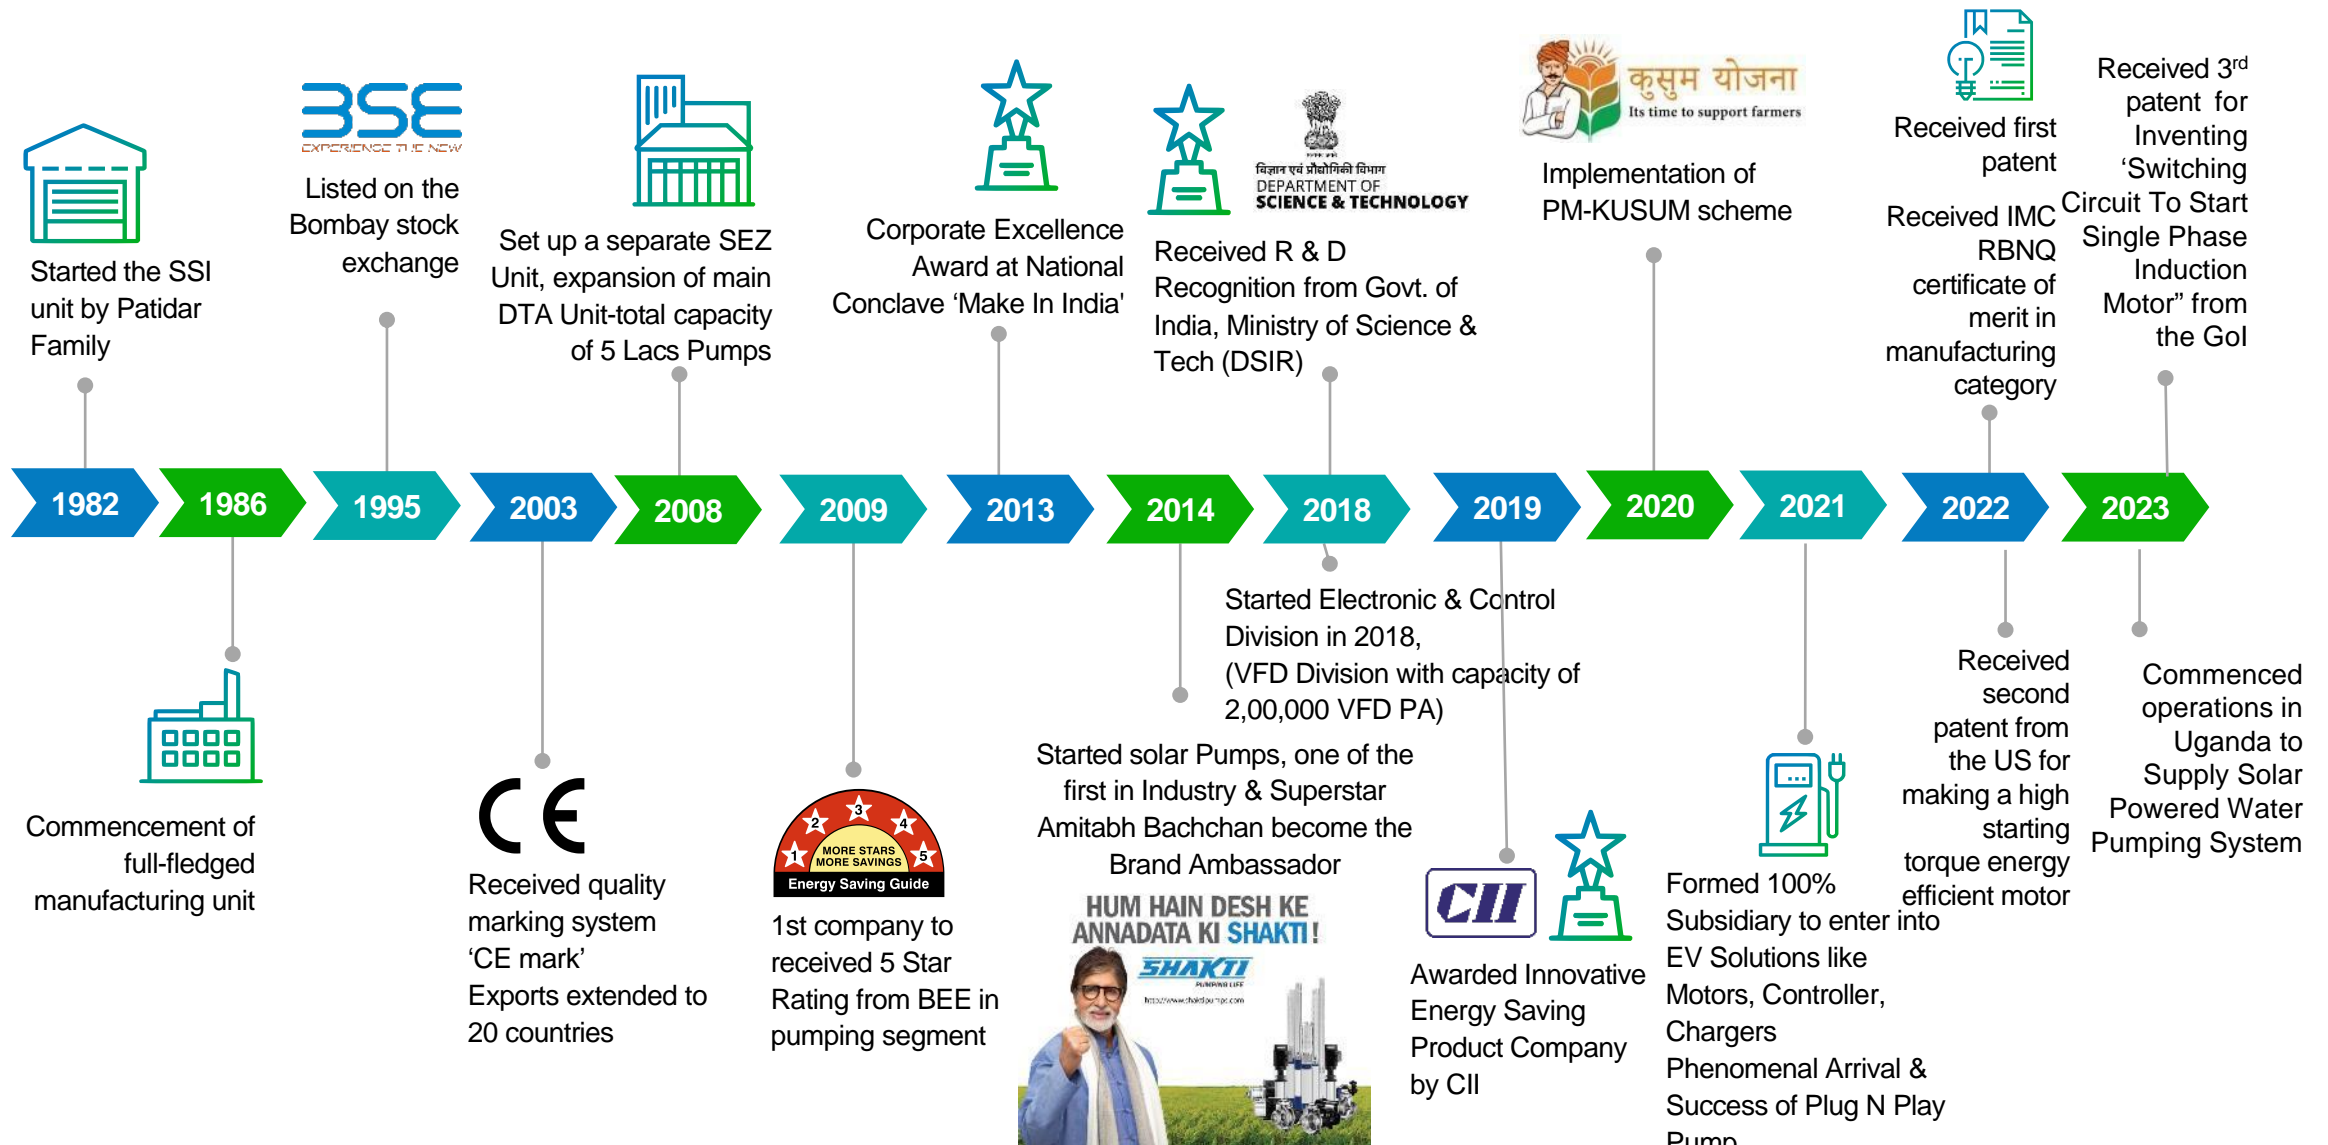 BSE
EXPERIENCE THE NEW
कुसुम योजना
Its time to support farmers
विज्ञान एवं प्रौद्योगिकी विभाग
DEPARTMENT OF
SCIENCE & TECHNOLOGY
Started the SSI
unit by Patidar
Family
Listed on the
Bombay stock
exchange
Set up a separate SEZ
Unit, expansion of main
DTA Unit-total capacity
of 5 Lacs Pumps
Corporate Excellence
Award at National
Conclave ‘Make In India'
Received R & D
Recognition from Govt. of
India, Ministry of Science &
Tech (DSIR)
Implementation of
PM-KUSUM scheme
Received first
patent
Received IMC
RBNQ
certificate of
merit in
manufacturing
category
Received 3rd
patent for
Inventing
‘Switching
Circuit To Start
Single Phase
Induction
Motor” from
the GoI
1982
1986
1995
2003
2008
2009
2013
2014
2018
2019
2020
2021
2022
2023
Commencement of
full-fledged
manufacturing unit
CE
Received quality
marking system
‘CE mark’
Exports extended to
20 countries
1 2 3 4 5
MORE STARS
MORE SAVINGS
Energy Saving Guide
1st company to
received 5 Star
Rating from BEE in
pumping segment
Started solar Pumps, one of the
first in Industry & Superstar
Amitabh Bachchan become the
Brand Ambassador
HUM HAIN DESH KE
ANNADATA KI SHAKTI !
SHAKTI
PUMPING LIFE
http://www.shaktipumps.com
Started Electronic & Control
Division in 2018,
(VFD Division with capacity of
2,00,000 VFD PA)
CII
Awarded Innovative
Energy Saving
Product Company
by CII
Formed 100%
Subsidiary to enter into
EV Solutions like
Motors, Controller,
Chargers
Phenomenal Arrival &
Success of Plug N Play
Pump
Received
second
patent from
the US for
making a high
starting
torque energy
efficient motor
Commenced
operations in
Uganda to
Supply Solar
Powered Water
Pumping System